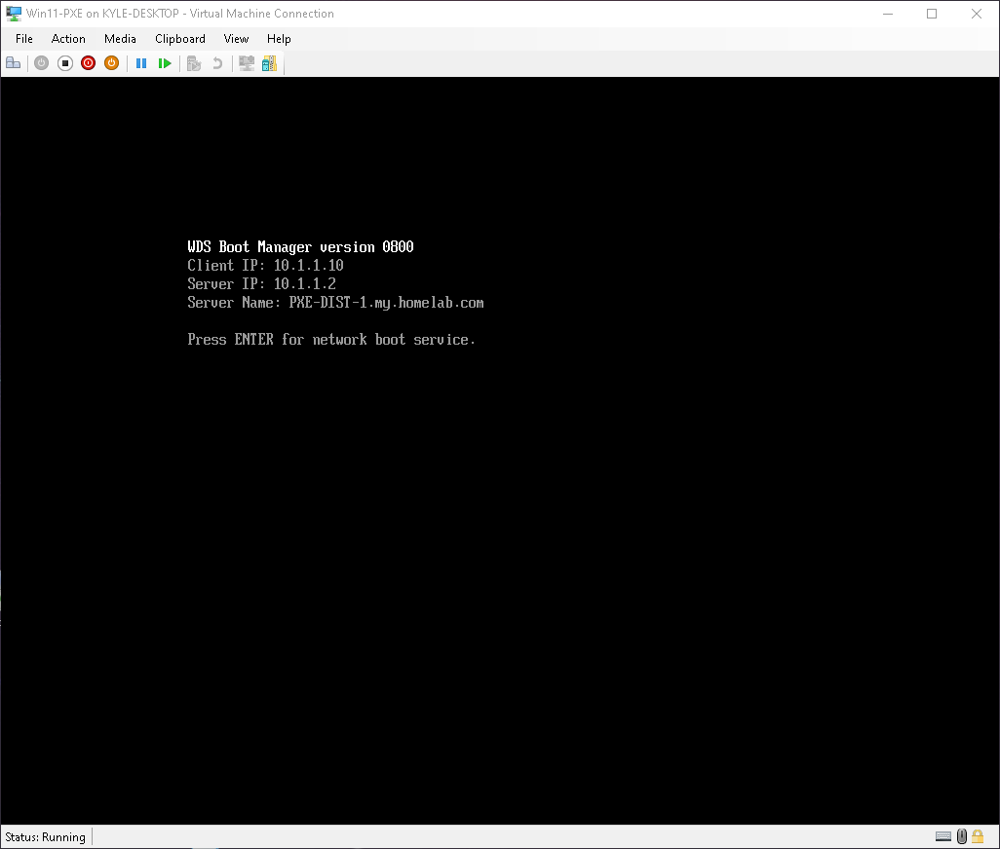 Win11-PXE on KYLE-DESKTOP - Virtual Machine Connection
File Action Media Clipboard View Help
WDS Boot Manager version 0800
Client IP: 10.1.1.10
Server IP: 10.1.1.2
Server Name: PXE-DIST-1.my.homelab.com
Press ENTER for network boot service.
Status: Running